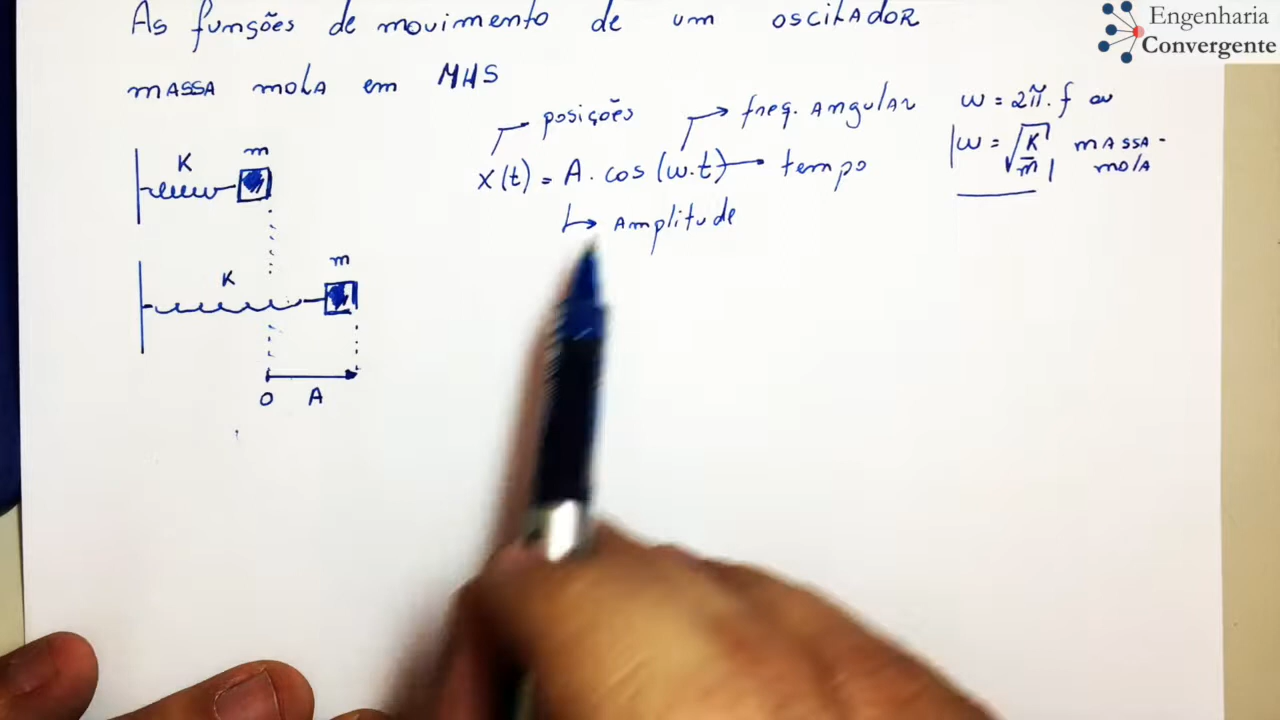 As funções de movimento de um oscilador
massa mola em MHS
Engenharia
Convergente
K
m
K
m
O A
posições
freq. angular
x(t) = A. cos(w.t)
tempo
Amplitude
w = 2π.f ou
w = √K/m massa-
mola